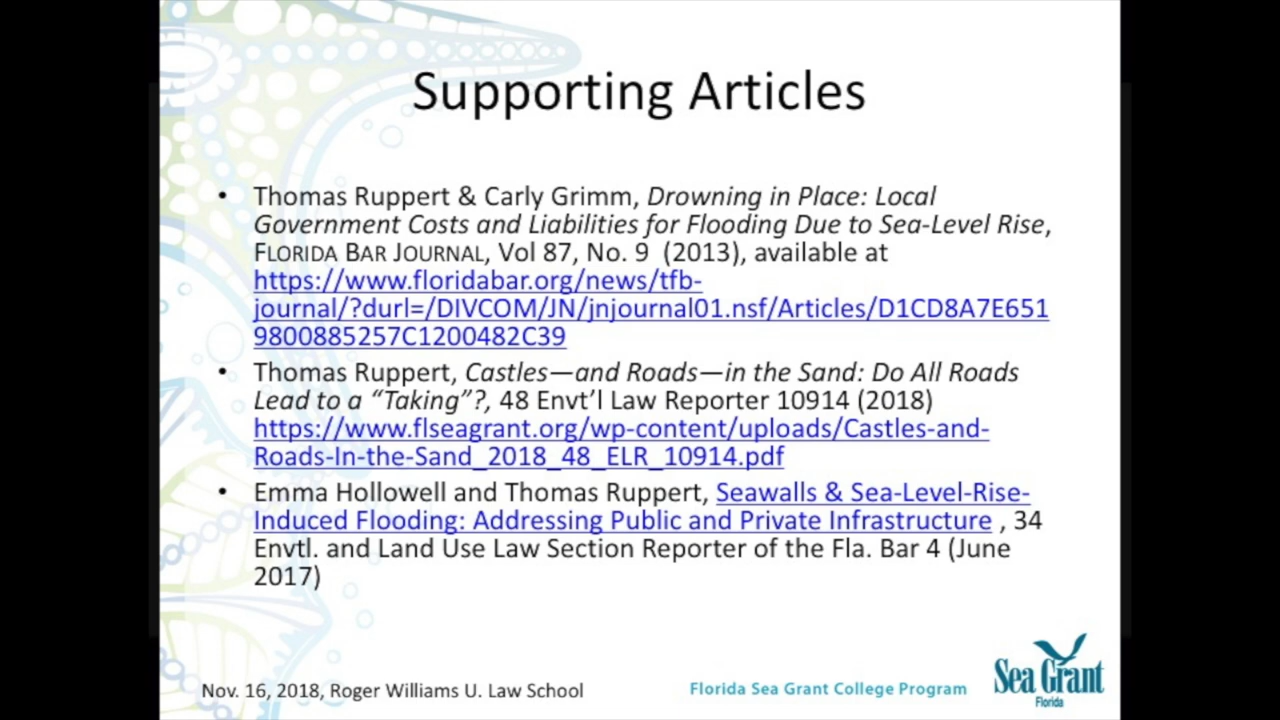 Supporting Articles
• Thomas Ruppert & Carly Grimm, Drowning in Place: Local
Government Costs and Liabilities for Flooding Due to Sea-Level Rise,
FLORIDA BAR JOURNAL, Vol 87, No. 9 (2013), available at
https://www.floridabar.org/news/tfb-
journal/?durl=/DIVCOM/JN/jnjournal01.nsf/Articles/D1CD8A7E651
9800885257C1200482C39
• Thomas Ruppert, Castles—and Roads—in the Sand: Do All Roads
Lead to a “Taking”?, 48 Envt’l Law Reporter 10914 (2018)
https://www.flseagrant.org/wp-content/uploads/Castles-and-
Roads-In-the-Sand_2018_48_ELR_10914.pdf
• Emma Hollowell and Thomas Ruppert, Seawalls & Sea-Level-Rise-
Induced Flooding: Addressing Public and Private Infrastructure , 34
Envtl. and Land Use Law Section Reporter of the Fla. Bar 4 (June
2017)
Nov. 16, 2018, Roger Williams U. Law School
Florida Sea Grant College Program
Sea Grant
Florida